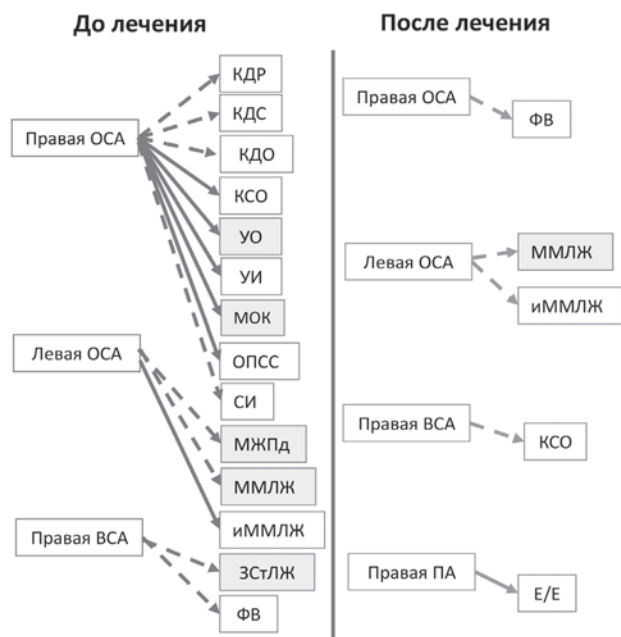 До лечения
После лечения
КДР
КДС
Правая ОСА
КДО
КСО
УО
УИ
МОК
Левая ОСА
ОПСС
СИ
МЖПд
ММЛЖ
иММЛЖ
Правая ВСА
ЗСтЛЖ
ФВ
Правая ОСА
ФВ
Левая ОСА
ММЛЖ
иММЛЖ
Правая ВСА
КСО
Правая ПА
Е/Е